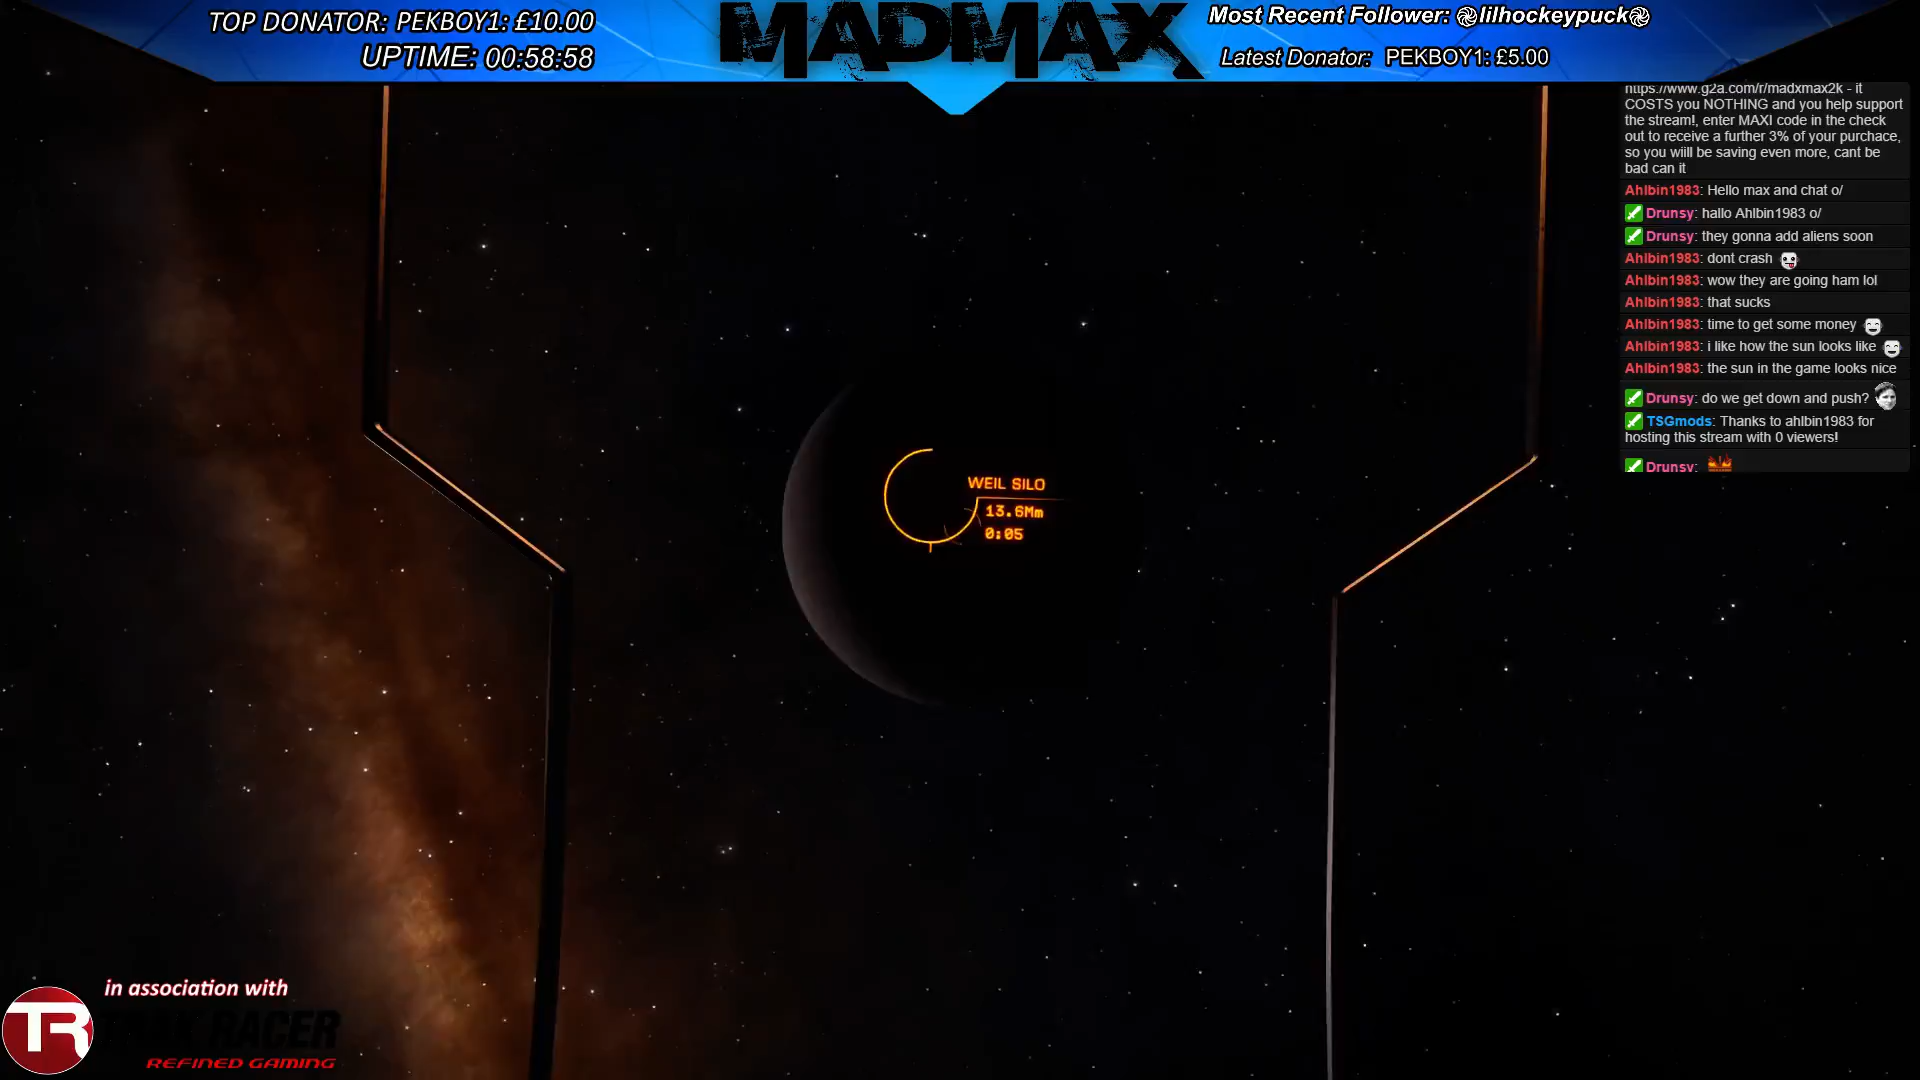 TOP DONATOR: PEKBOY1: £10.00
UPTIME: 00:58:58
MADMAX
Most Recent Follower: lilhockeypuck
Latest Donator: PEKBOY1: £5.00
https://www.g2a.com/r/madxmax2k - it
COSTS you NOTHING and you help support
the stream!, enter MAXI code in the check
out to receive a further 3% of your purchace,
so you wiill be saving even more, cant be
bad can it
Ahlbin1983: Hello max and chat o/
Drunsy: hallo Ahlbin1983 o/
Drunsy: they gonna add aliens soon
Ahlbin1983: dont crash
Ahlbin1983: wow they are going ham lol
Ahlbin1983: that sucks
Ahlbin1983: time to get some money
Ahlbin1983: i like how the sun looks like
Ahlbin1983: the sun in the game looks nice
Drunsy: do we get down and push?
TSGmods: Thanks to ahlbin1983 for
hosting this stream with 0 viewers!
Drunsy:
WEIL SILO
13.6Mm
0:05
in association with
TR
TRAK RACER
REFINED GAMING